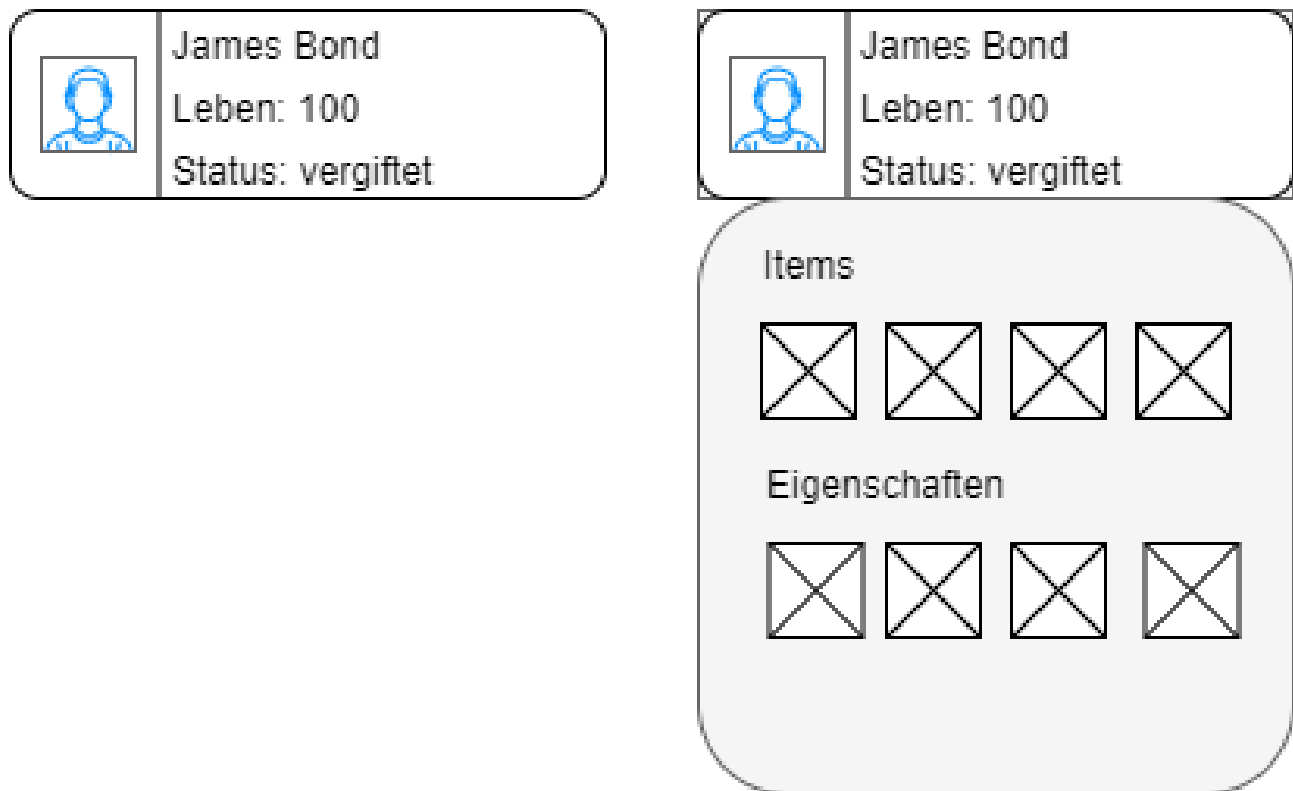 James Bond
Leben: 100
Status: vergiftet
James Bond
Leben: 100
Status: vergiftet
Items
Eigenschaften